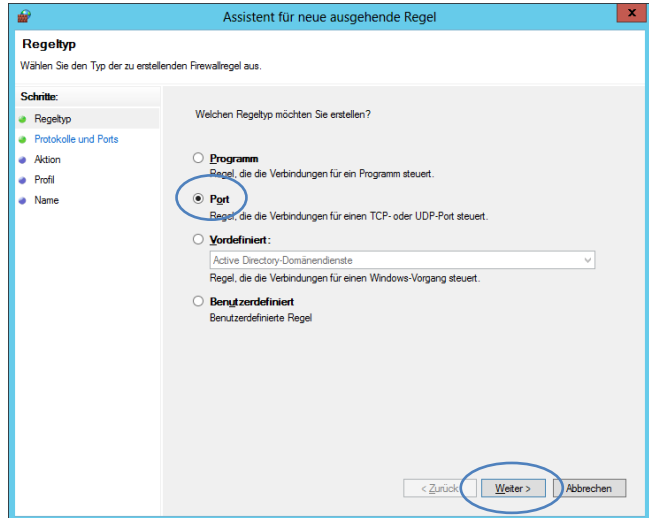 Assistent für neue ausgehende Regel
x
Regeltyp
Wählen Sie den Typ der zu erstellenden Firewallregel aus.
Schritte:
Regeltyp
Protokolle und Ports
Aktion
Profil
Name
Welchen Regeltyp möchten Sie erstellen?
Programm
Regel, die die Verbindungen für ein Programm steuert.
Port
Regel, die die Verbindungen für einen TCP- oder UDP-Port steuert.
Vordefiniert:
Active Directory-Domänendienste
Regel, die die Verbindungen für einen Windows-Vorgang steuert.
Benutzerdefiniert
Benutzerdefinierte Regel
< Zurück
Weiter >
Abbrechen